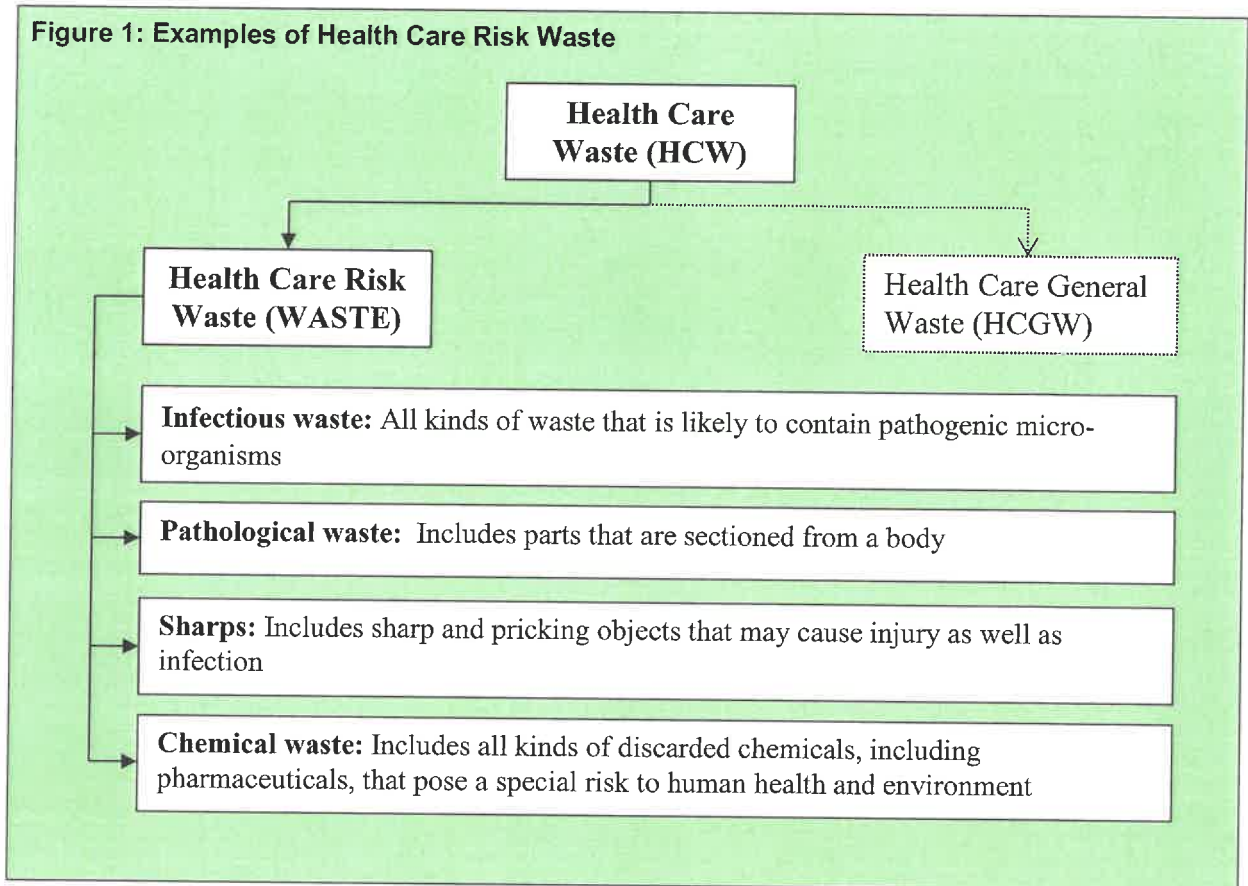 Figure 1: Examples of Health Care Risk Waste
Health Care
Waste (HCW)
Health Care Risk
Waste (WASTE)
Health Care General
Waste (HCGW)
Infectious waste: All kinds of waste that is likely to contain pathogenic micro-
organisms
Pathological waste: Includes parts that are sectioned from a body
Sharps: Includes sharp and pricking objects that may cause injury as well as
infection
Chemical waste: Includes all kinds of discarded chemicals, including
pharmaceuticals, that pose a special risk to human health and environment